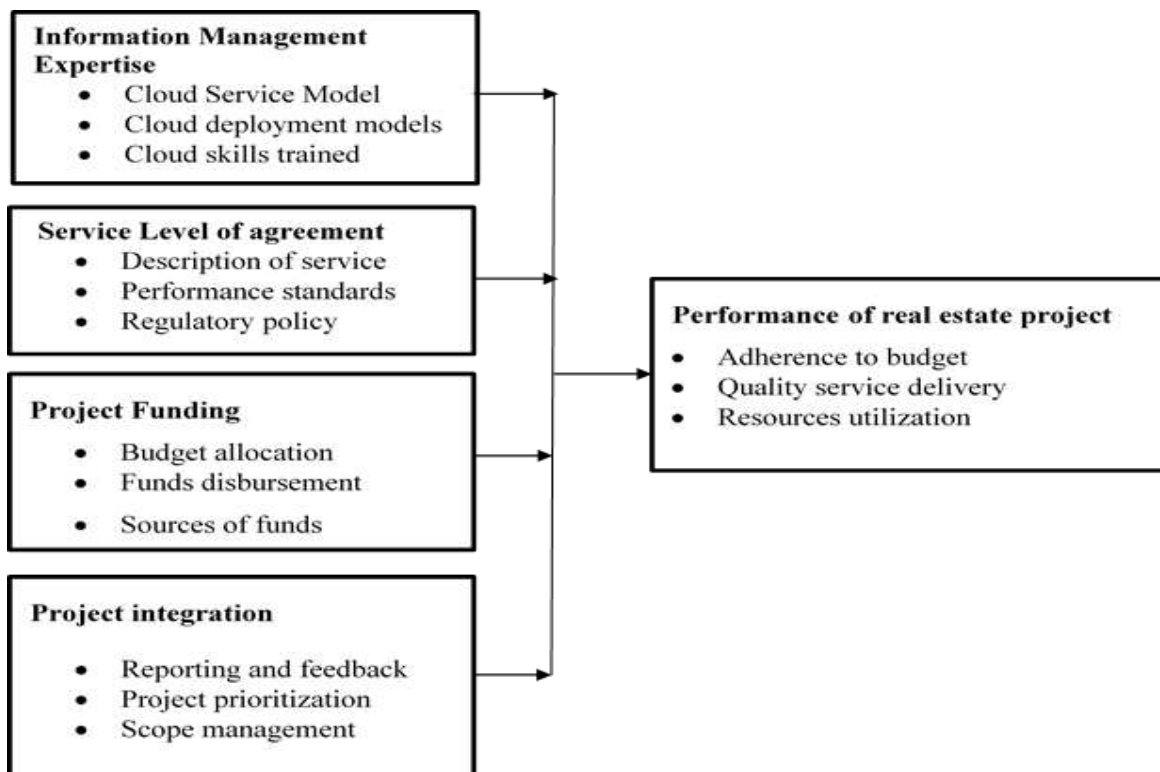 Information Management
Expertise
• Cloud Service Model
• Cloud deployment models
• Cloud skills trained
Service Level of agreement
• Description of service
• Performance standards
• Regulatory policy
Project Funding
• Budget allocation
• Funds disbursement
• Sources of funds
Project integration
• Reporting and feedback
• Project prioritization
• Scope management
Performance of real estate project
• Adherence to budget
• Quality service delivery
• Resources utilization